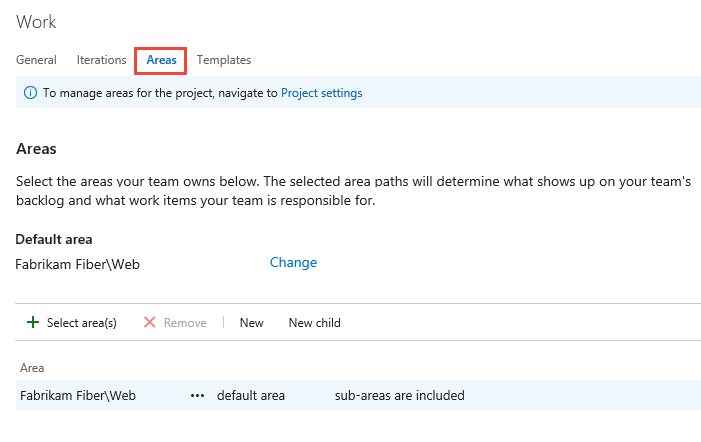 Work
General Iterations Areas Templates
To manage areas for the project, navigate to Project settings
Areas
Select the areas your team owns below. The selected area paths will determine what shows up on your team's
backlog and what work items your team is responsible for.
Default area
Fabrikam Fiber\Web Change
Select area(s) Remove New New child
Area
Fabrikam Fiber\Web ••• default area sub-areas are included